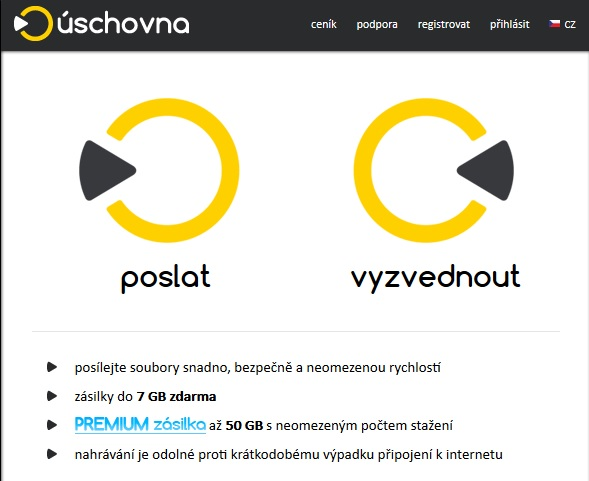 úschovna
ceník podpora registrovat přihlásit CZ
poslat
vyzvednout
posílejte soubory snadno, bezpečně a neomezenou rychlostí
zásilky do 7 GB zdarma
PREMIUM zásilka až 50 GB s neomezeným počtem stažení
nahrávání je odolné proti krátkodobému výpadku připojení k internetu